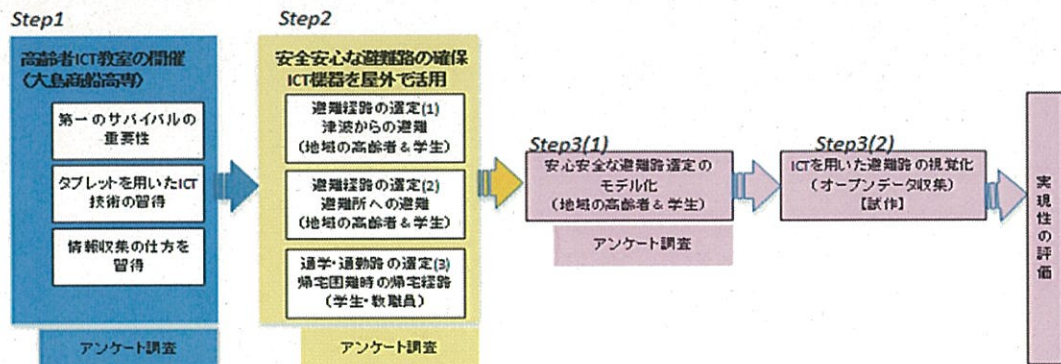 Step1
高齢者ICT教室の開催
(大島商船高専)
第一のサバイバルの
重要性
タブレットを用いたICT
技術の習得
情報収集の仕方を
習得
アンケート調査
Step2
安全安心な避難路の確保
ICT機器を屋外で活用
避難経路の選定(1)
津波からの避難
(地域の高齢者&学生)
避難経路の選定(2)
避難所への避難
(地域の高齢者&学生)
通学・通勤路の選定(3)
帰宅困難時の帰宅経路
(学生・教職員)
アンケート調査
Step3(1)
安心安全な避難路選定の
モデル化
(地域の高齢者&学生)
アンケート調査
Step3(2)
ICTを用いた避難路の視覚化
(オープンデータ収集)
【試作】
実現性の評価